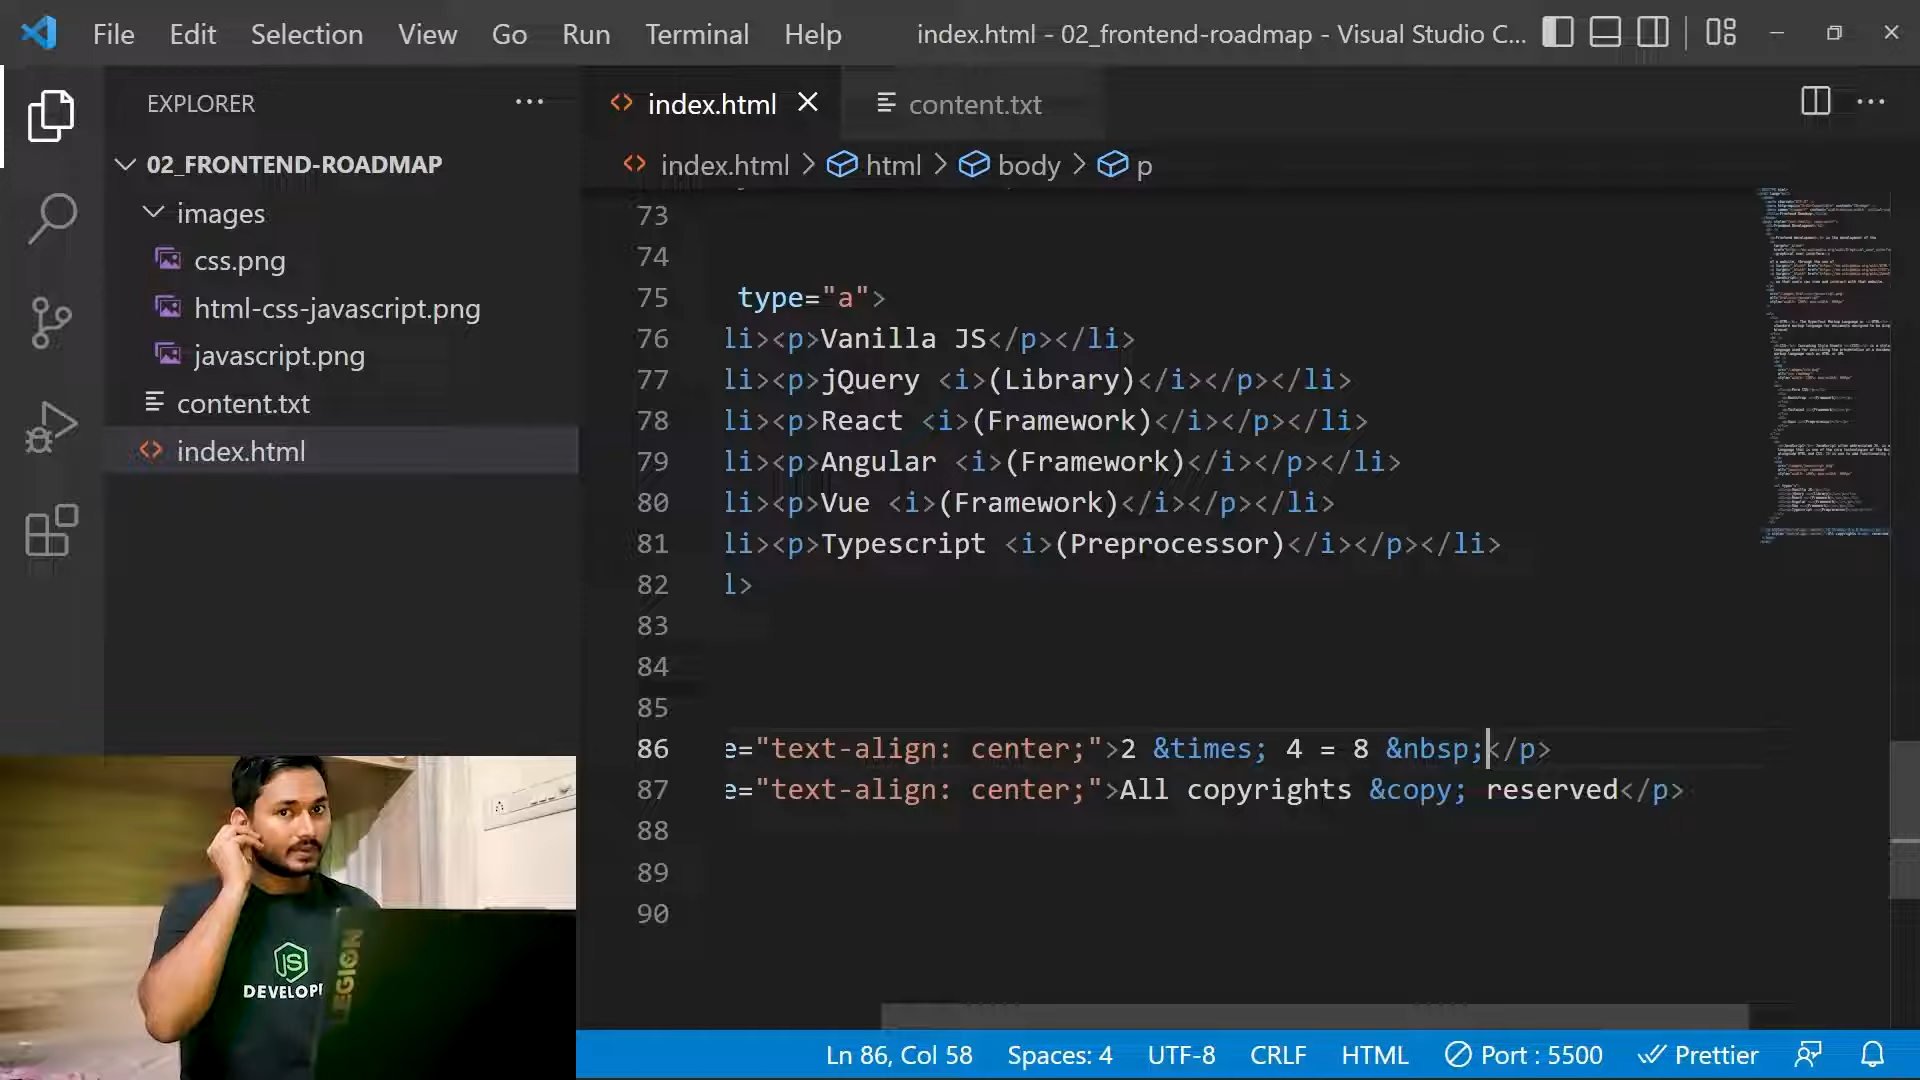 File Edit Selection View Go Run Terminal Help index.html - 02_frontend-roadmap - Visual Studio C...
EXPLORER
02_FRONTEND-ROADMAP
images
css.png
html-css-javascript.png
javascript.png
content.txt
index.html
index.html content.txt
index.html > html > body > p
73
74
75 type="a">
76 li><p>Vanilla JS</p></li>
77 li><p>jQuery <i>(Library)</i></p></li>
78 li><p>React <i>(Framework)</i></p></li>
79 li><p>Angular <i>(Framework)</i></p></li>
80 li><p>Vue <i>(Framework)</i></p></li>
81 li><p>Typescript <i>(Preprocessor)</i></p></li>
82 l>
83
84
85
86 e="text-align: center;">2 &times; 4 = 8 &nbsp;</p>
87 e="text-align: center;">All copyrights &copy; reserved</p>
88
89
90
JS
DEVELOP
LEGION
Ln 86, Col 58 Spaces: 4 UTF-8 CRLF HTML Port : 5500 Prettier